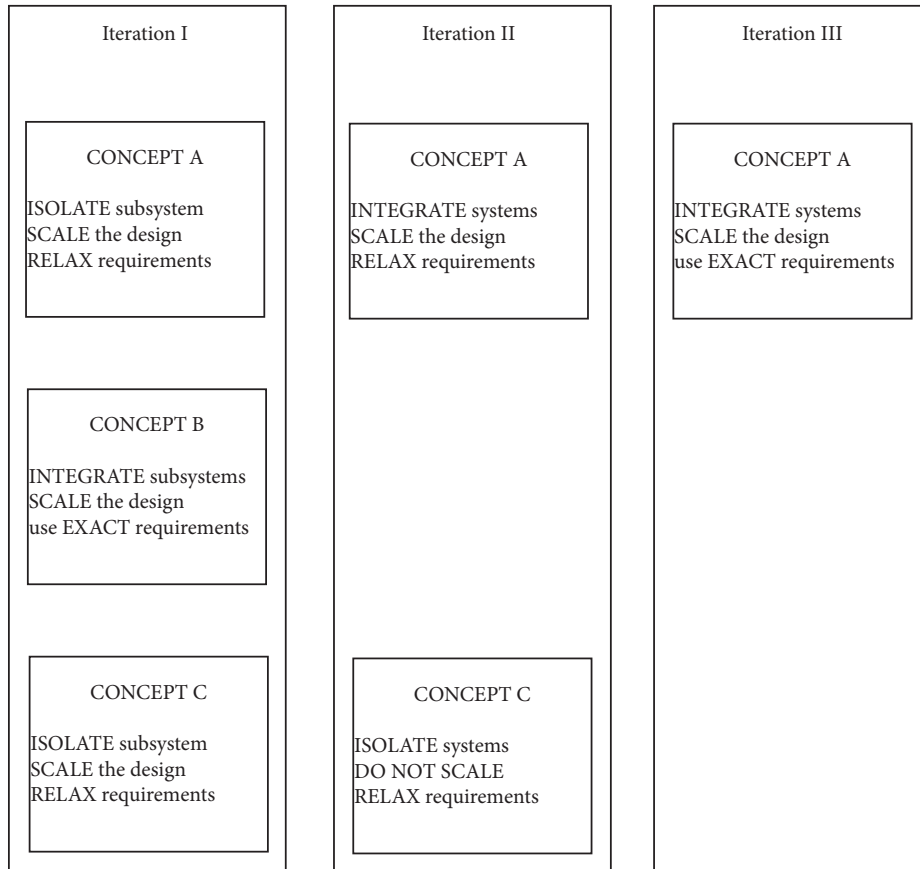 Iteration I
CONCEPT A
ISOLATE subsystem
SCALE the design
RELAX requirements
CONCEPT B
INTEGRATE subsystems
SCALE the design
use EXACT requirements
CONCEPT C
ISOLATE subsystem
SCALE the design
RELAX requirements
Iteration II
CONCEPT A
INTEGRATE systems
SCALE the design
RELAX requirements
CONCEPT C
ISOLATE systems
DO NOT SCALE
RELAX requirements
Iteration III
CONCEPT A
INTEGRATE systems
SCALE the design
use EXACT requirements